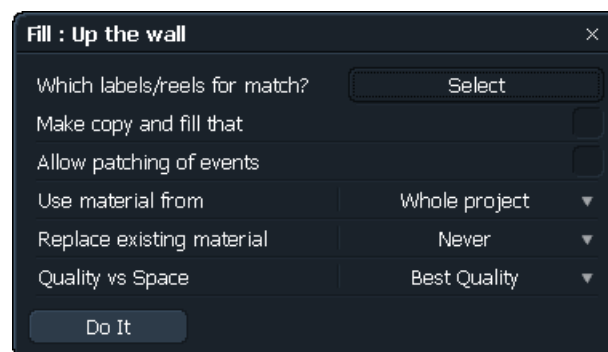 Fill : Up the wall
Which labels/reels for match? Select
Make copy and fill that
Allow patching of events
Use material from Whole project
Replace existing material Never
Quality vs Space Best Quality
Do It